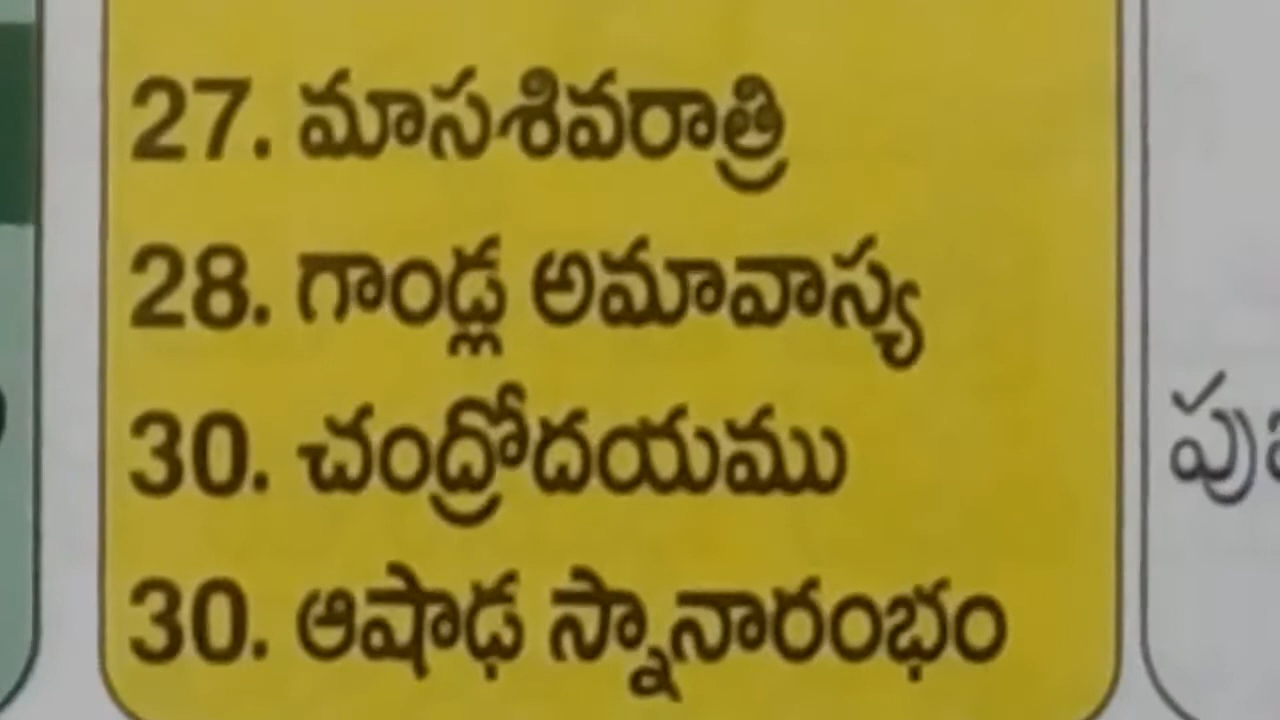 27. మాసశివరాత్రి
28. గాండ్ల అమావాస్య
30. చంద్రోదయము
30. ఆషాఢ స్నానారంభం